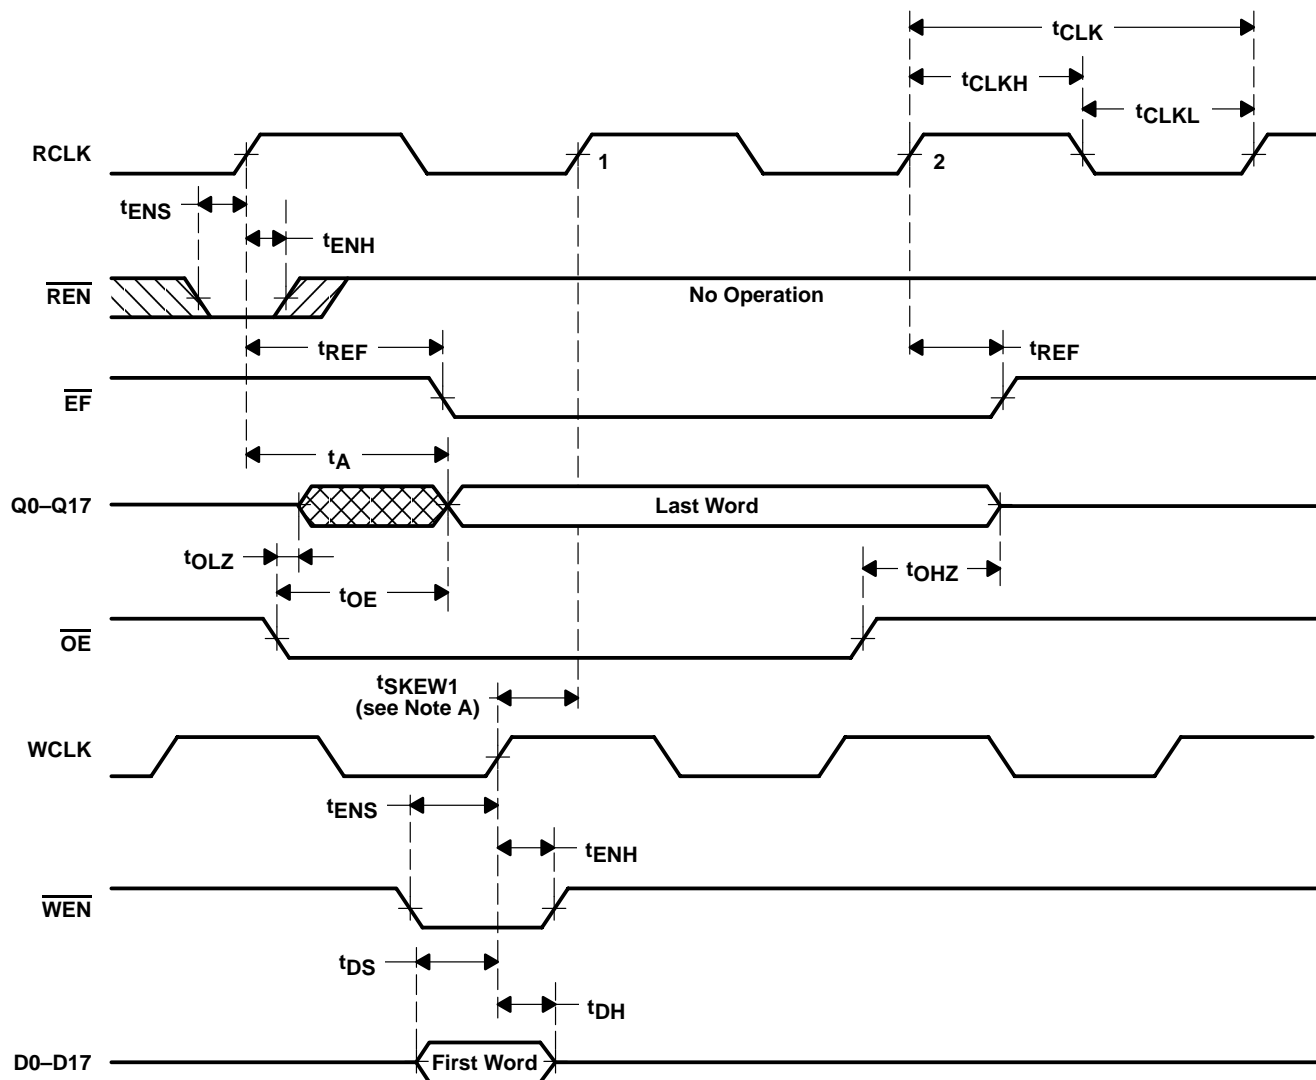 tCLK
tCLKH
tCLKL
RCLK
1
2
tENS
tENH
REN
No Operation
tREF
tREF
EF
tA
Q0–Q17
Last Word
tOLZ
tOHZ
tOE
OE
tSKEW1
(see Note A)
WCLK
tENS
tENH
WEN
tDS
tDH
D0–D17
First Word